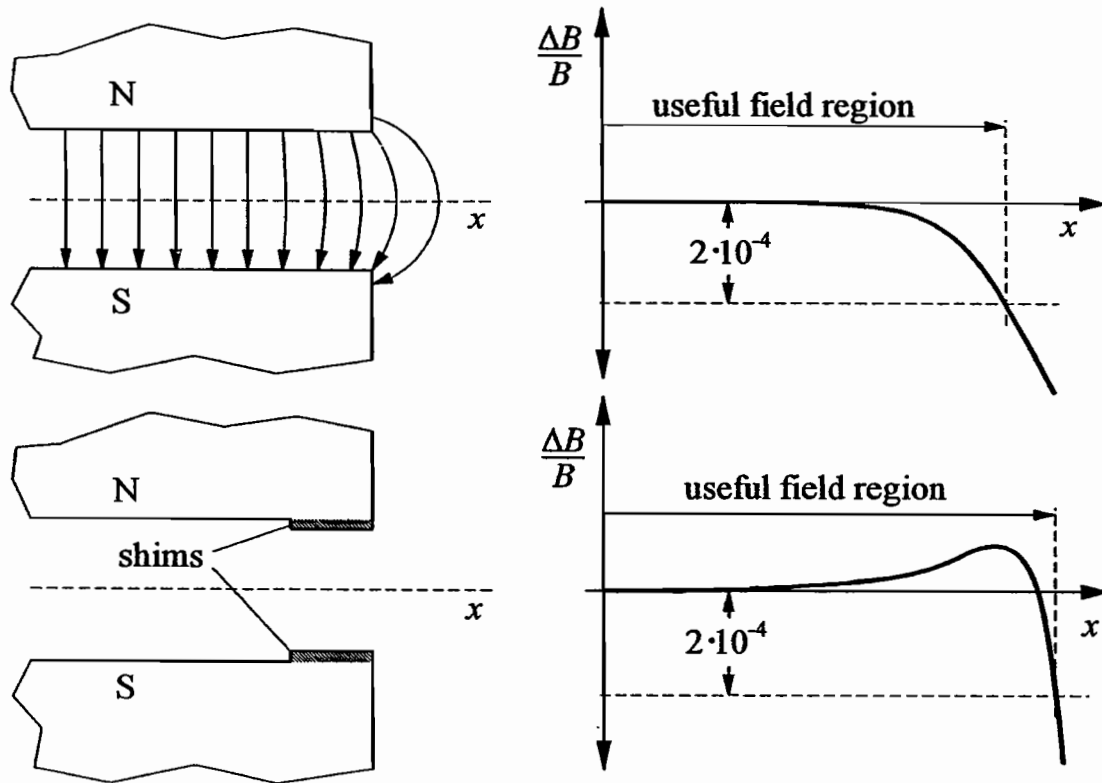 N
x
S
ΔB
B
useful field region
x
2·10⁻⁴
N
shims
x
S
ΔB
B
useful field region
x
2·10⁻⁴